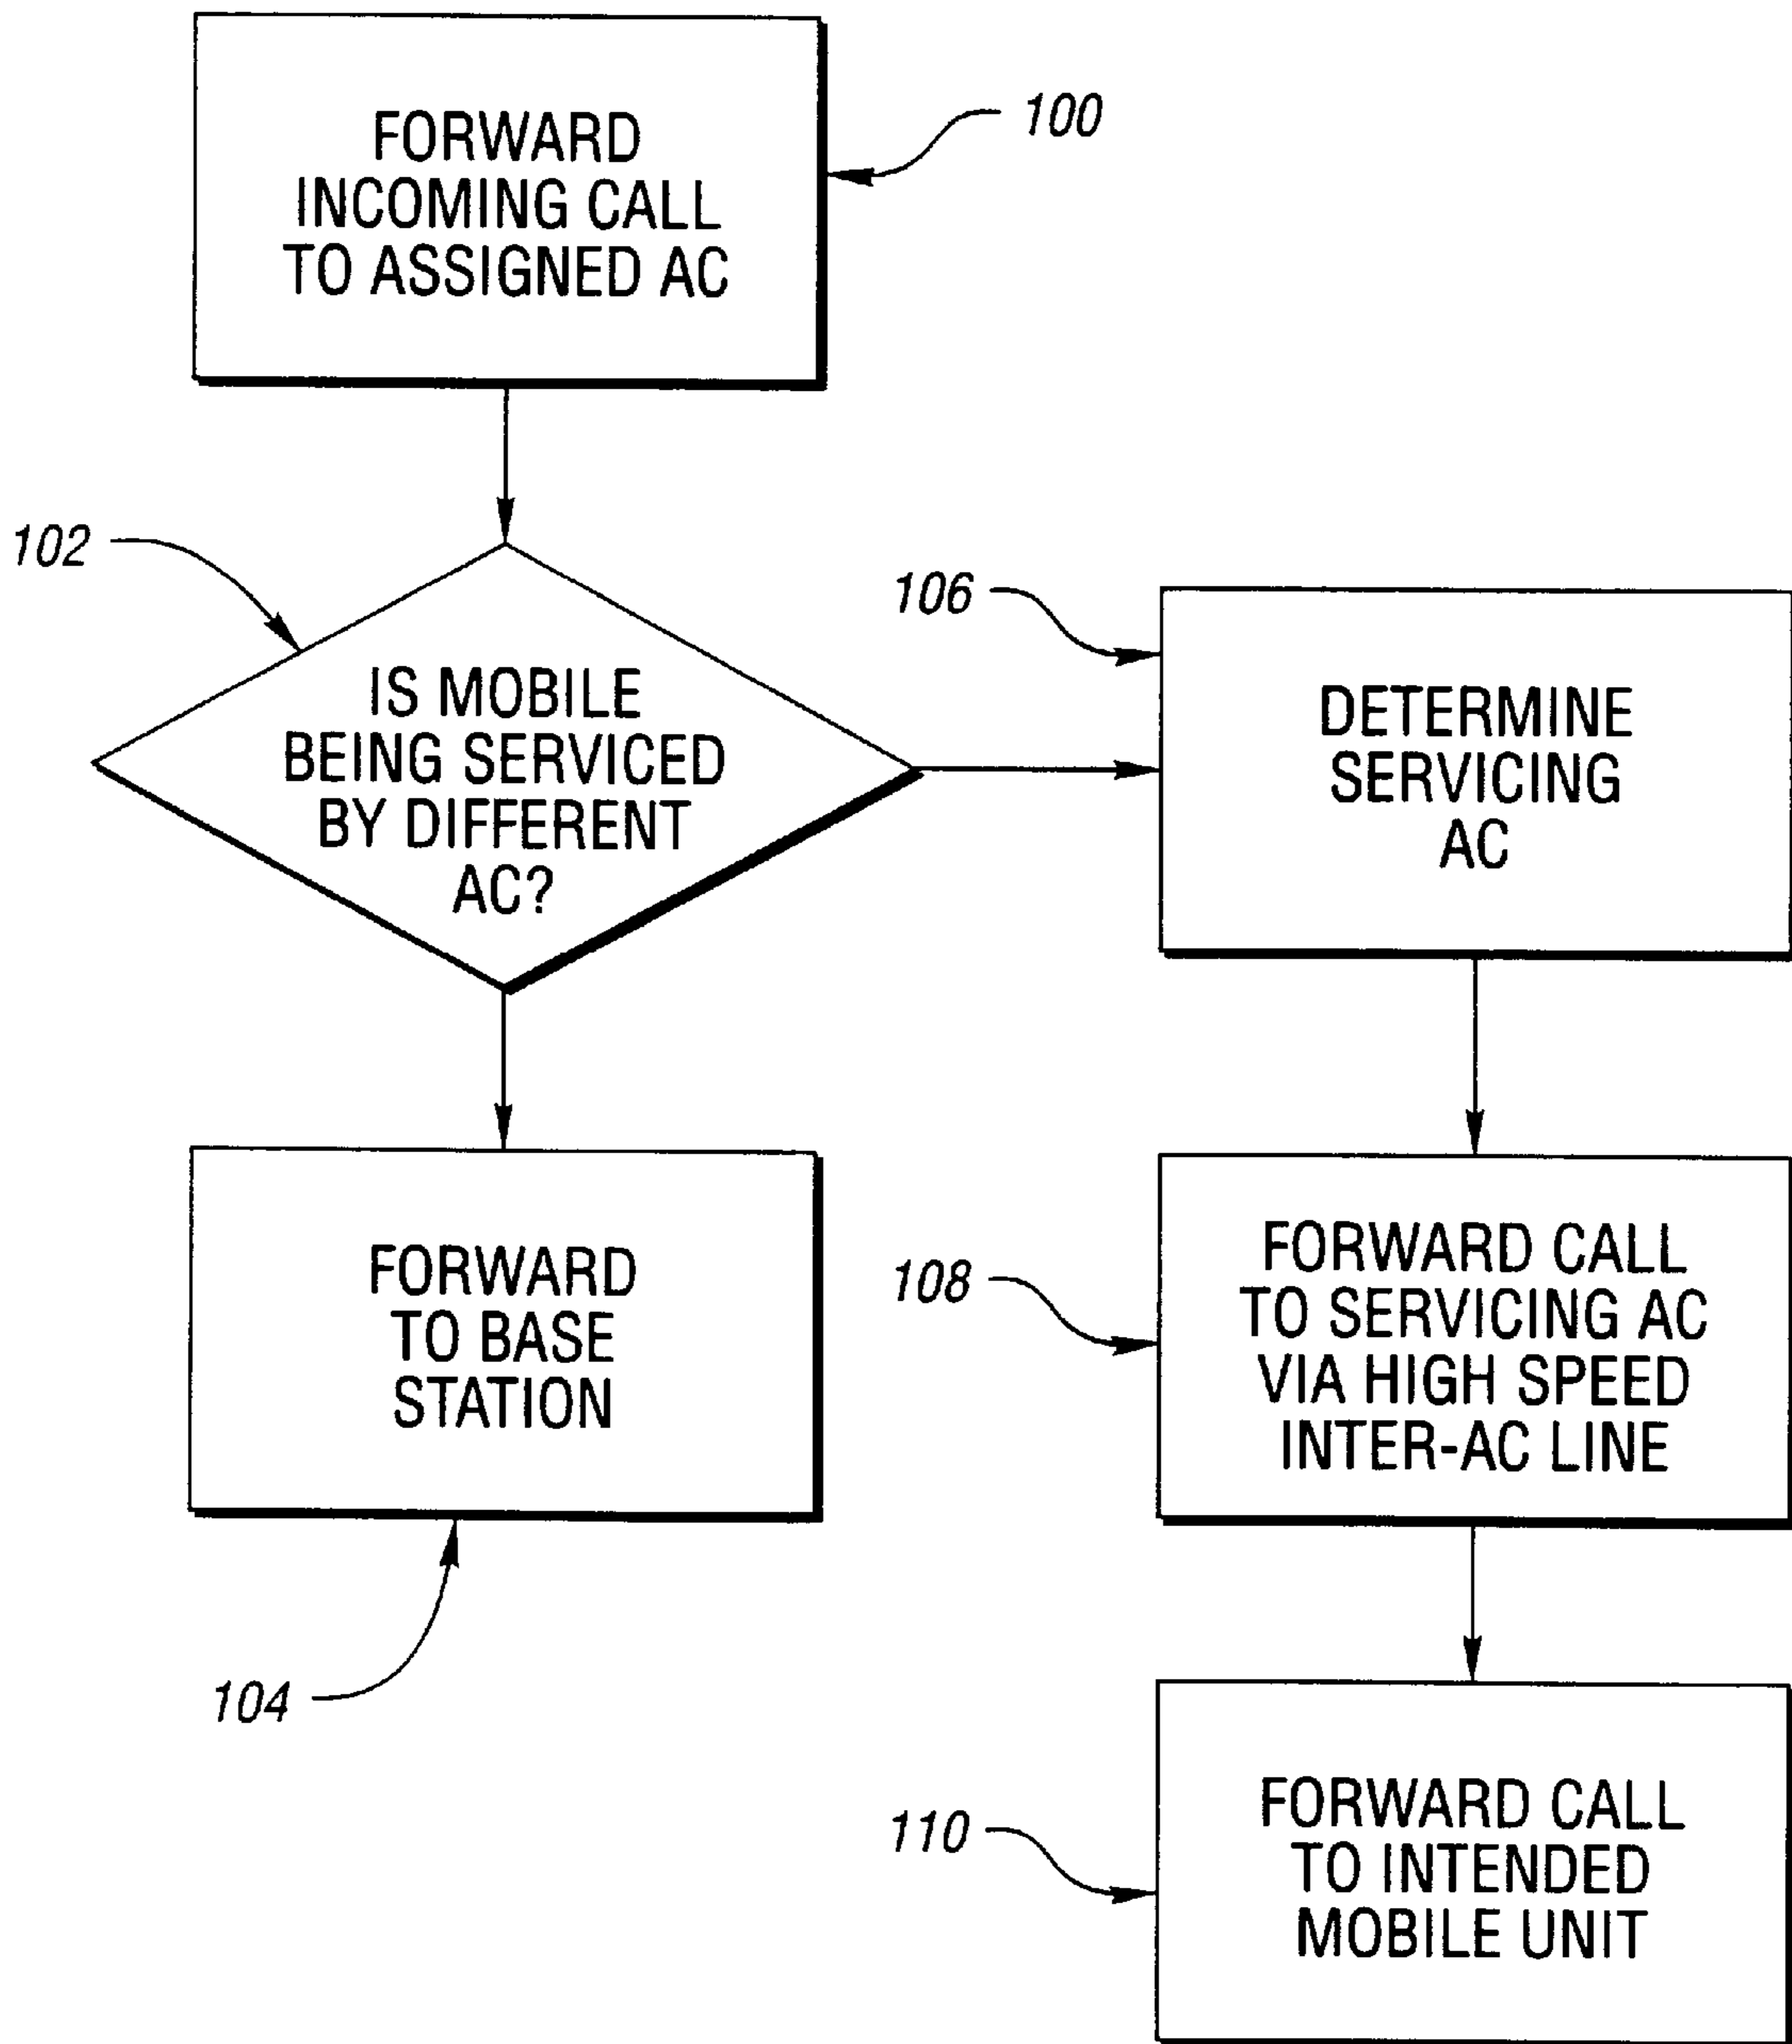 FORWARD
INCOMING CALL
TO ASSIGNED AC
100
102
IS MOBILE
BEING SERVICED
BY DIFFERENT
AC?
106
DETERMINE
SERVICING
AC
FORWARD
TO BASE
STATION
104
108
FORWARD CALL
TO SERVICING AC
VIA HIGH SPEED
INTER-AC LINE
110
FORWARD CALL
TO INTENDED
MOBILE UNIT